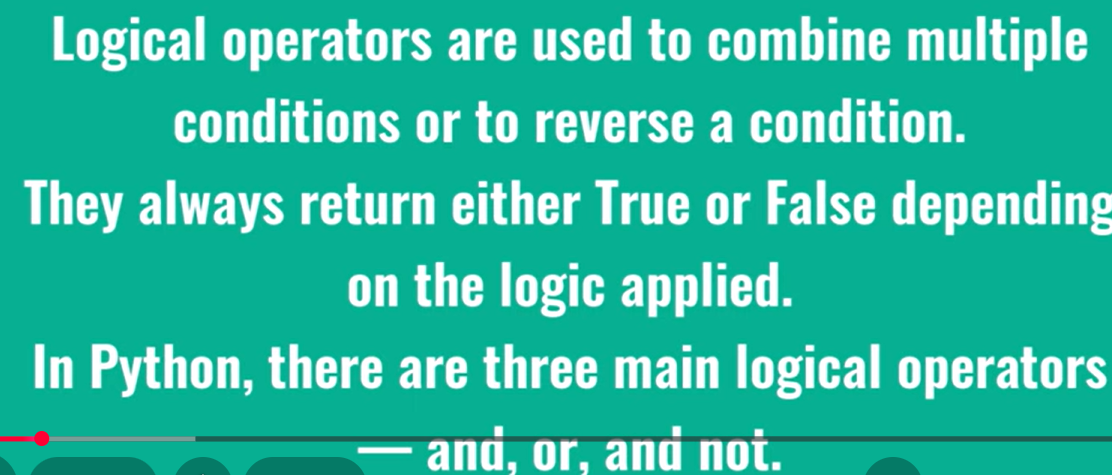 Logical operators are used to combine multiple
conditions or to reverse a condition.
They always return either True or False depending
on the logic applied.
In Python, there are three main logical operators
— and, or, and not.